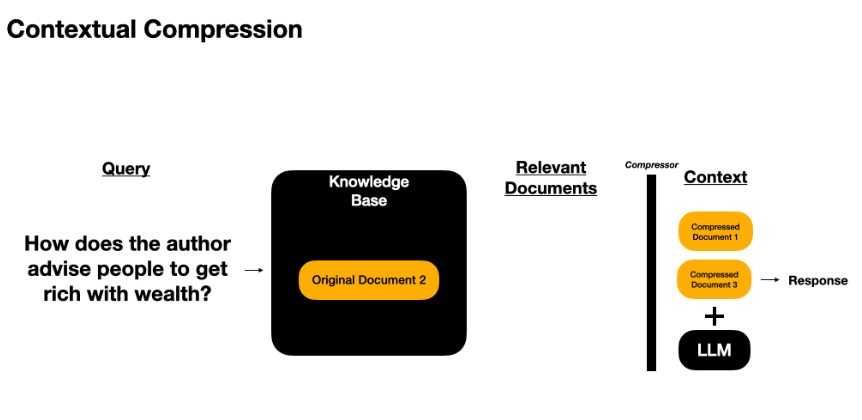 Contextual Compression
Query
How does the author
advise people to get
rich with wealth?
Knowledge
Base
Original Document 2
Relevant
Documents
Compressor
Context
Compressed
Document 1
Compressed
Document 3
+
LLM
Response